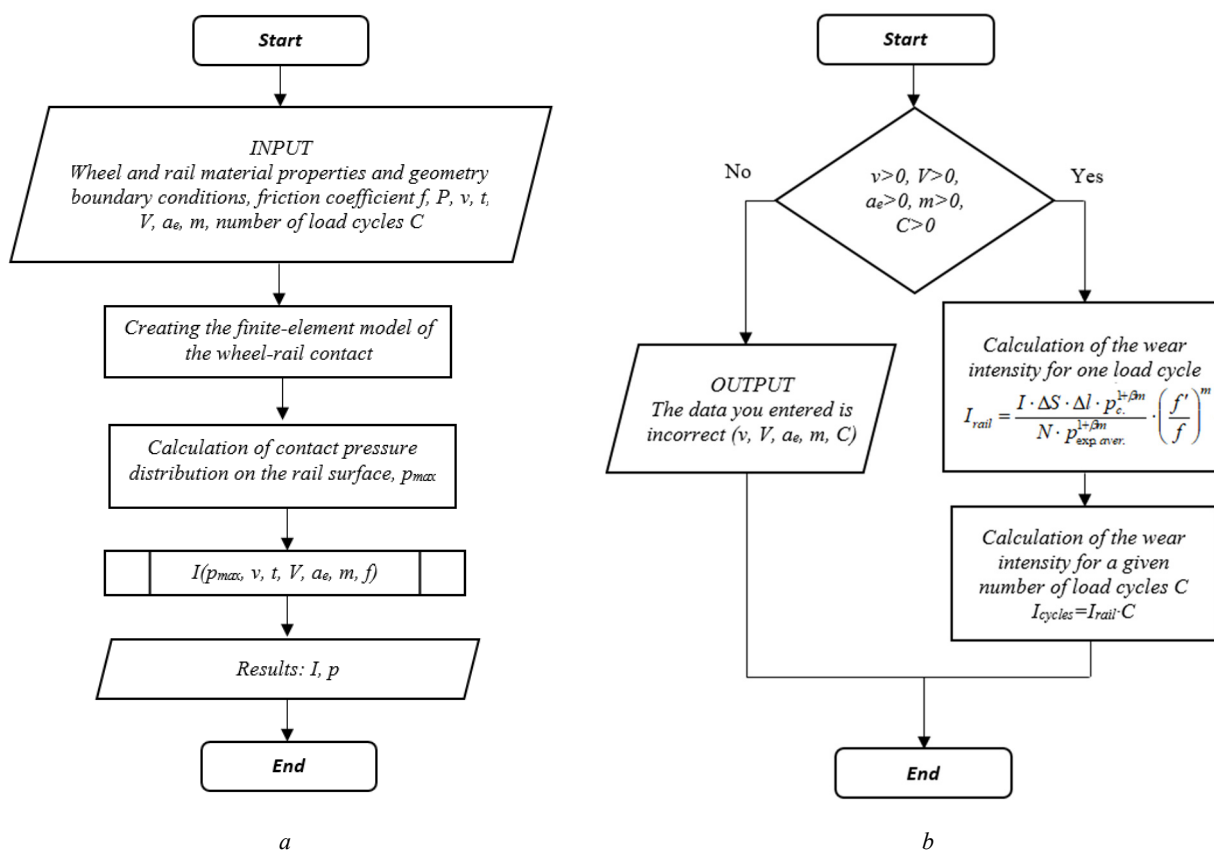 Start
INPUT
Wheel and rail material properties and geometry
boundary conditions, friction coefficient f, P, v, t,
V, aₑ, m, number of load cycles C
Creating the finite-element model of
the wheel-rail contact
Calculation of contact pressure
distribution on the rail surface, pmax
I(pmax, v, t, V, aₑ, m, f)
Results: I, p
End
a
Start
No
v>0, V>0,
aₑ>0, m>0,
C>0
Yes
OUTPUT
The data you entered is
incorrect (v, V, aₑ, m, C)
Calculation of the wear
intensity for one load cycle
I_rail = (I · ΔS · Δl · p_c.^(1+βm)) / (N · p_exp aver.^(1+βm)) · (f'/f)^m
Calculation of the wear
intensity for a given
number of load cycles C
Icycles=Irail·C
End
b